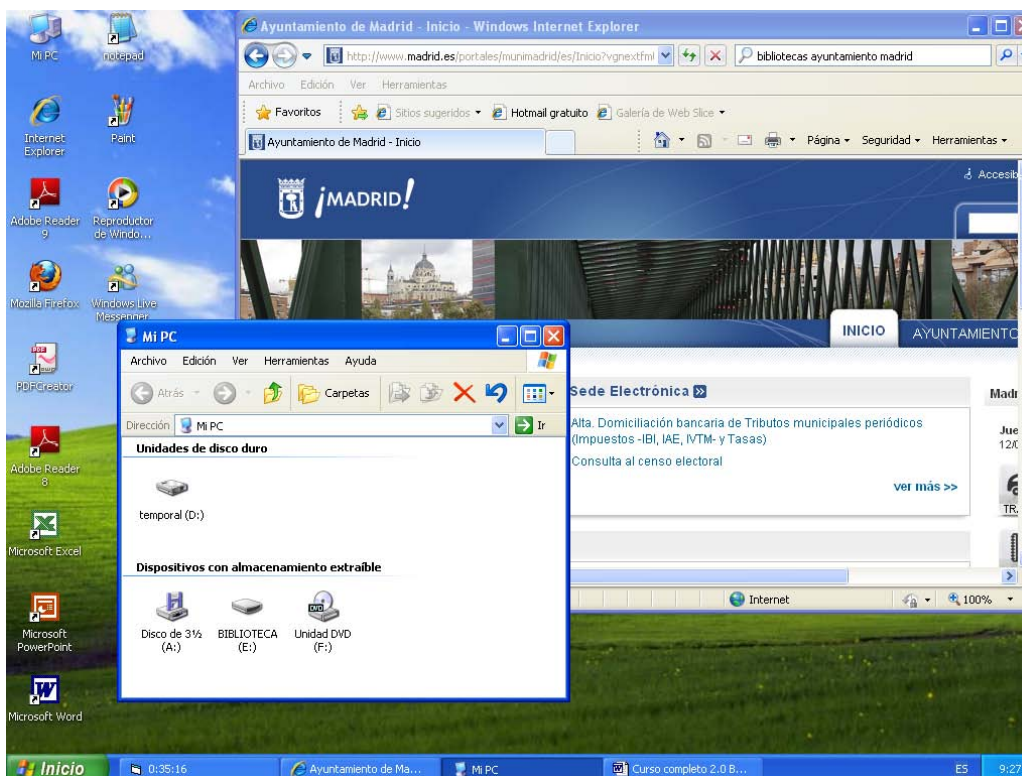 Mi PC
notepad
Internet
Explorer
Paint
Adobe Reader
9
Reproductor
de Windo...
Mozilla Firefox
Windows Live
Messenger
PDFCreator
Adobe Reader
8
Microsoft Excel
Microsoft
PowerPoint
Microsoft Word
Ayuntamiento de Madrid - Inicio - Windows Internet Explorer
http://www.madrid.es/portales/munimadrid/es/Inicio?vgnextfmt
bibliotecas ayuntamiento madrid
Archivo Edición Ver Herramientas
Favoritos Sitios sugeridos Hotmail gratuito Galería de Web Slice
Ayuntamiento de Madrid - Inicio
Página Seguridad Herramientas
¡MADRID!
Accesib
INICIO AYUNTAMIENTO
Sede Electrónica
Alta. Domiciliación bancaria de Tributos municipales periódicos
(Impuestos -IBI, IAE, IVTM- y Tasas)
Consulta al censo electoral
ver más >>
Madr
Jue
12/0
TR
Internet 100%
Mi PC
Archivo Edición Ver Herramientas Ayuda
Atrás Carpetas
Dirección Mi PC Ir
Unidades de disco duro
temporal (D:)
Dispositivos con almacenamiento extraíble
Disco de 3½
(A:)
BIBLIOTECA
(E:)
DVD
Unidad DVD
(F:)
Inicio 0:35:16 Ayuntamiento de Ma... Mi PC Curso completo 2.0 B... ES 9:27